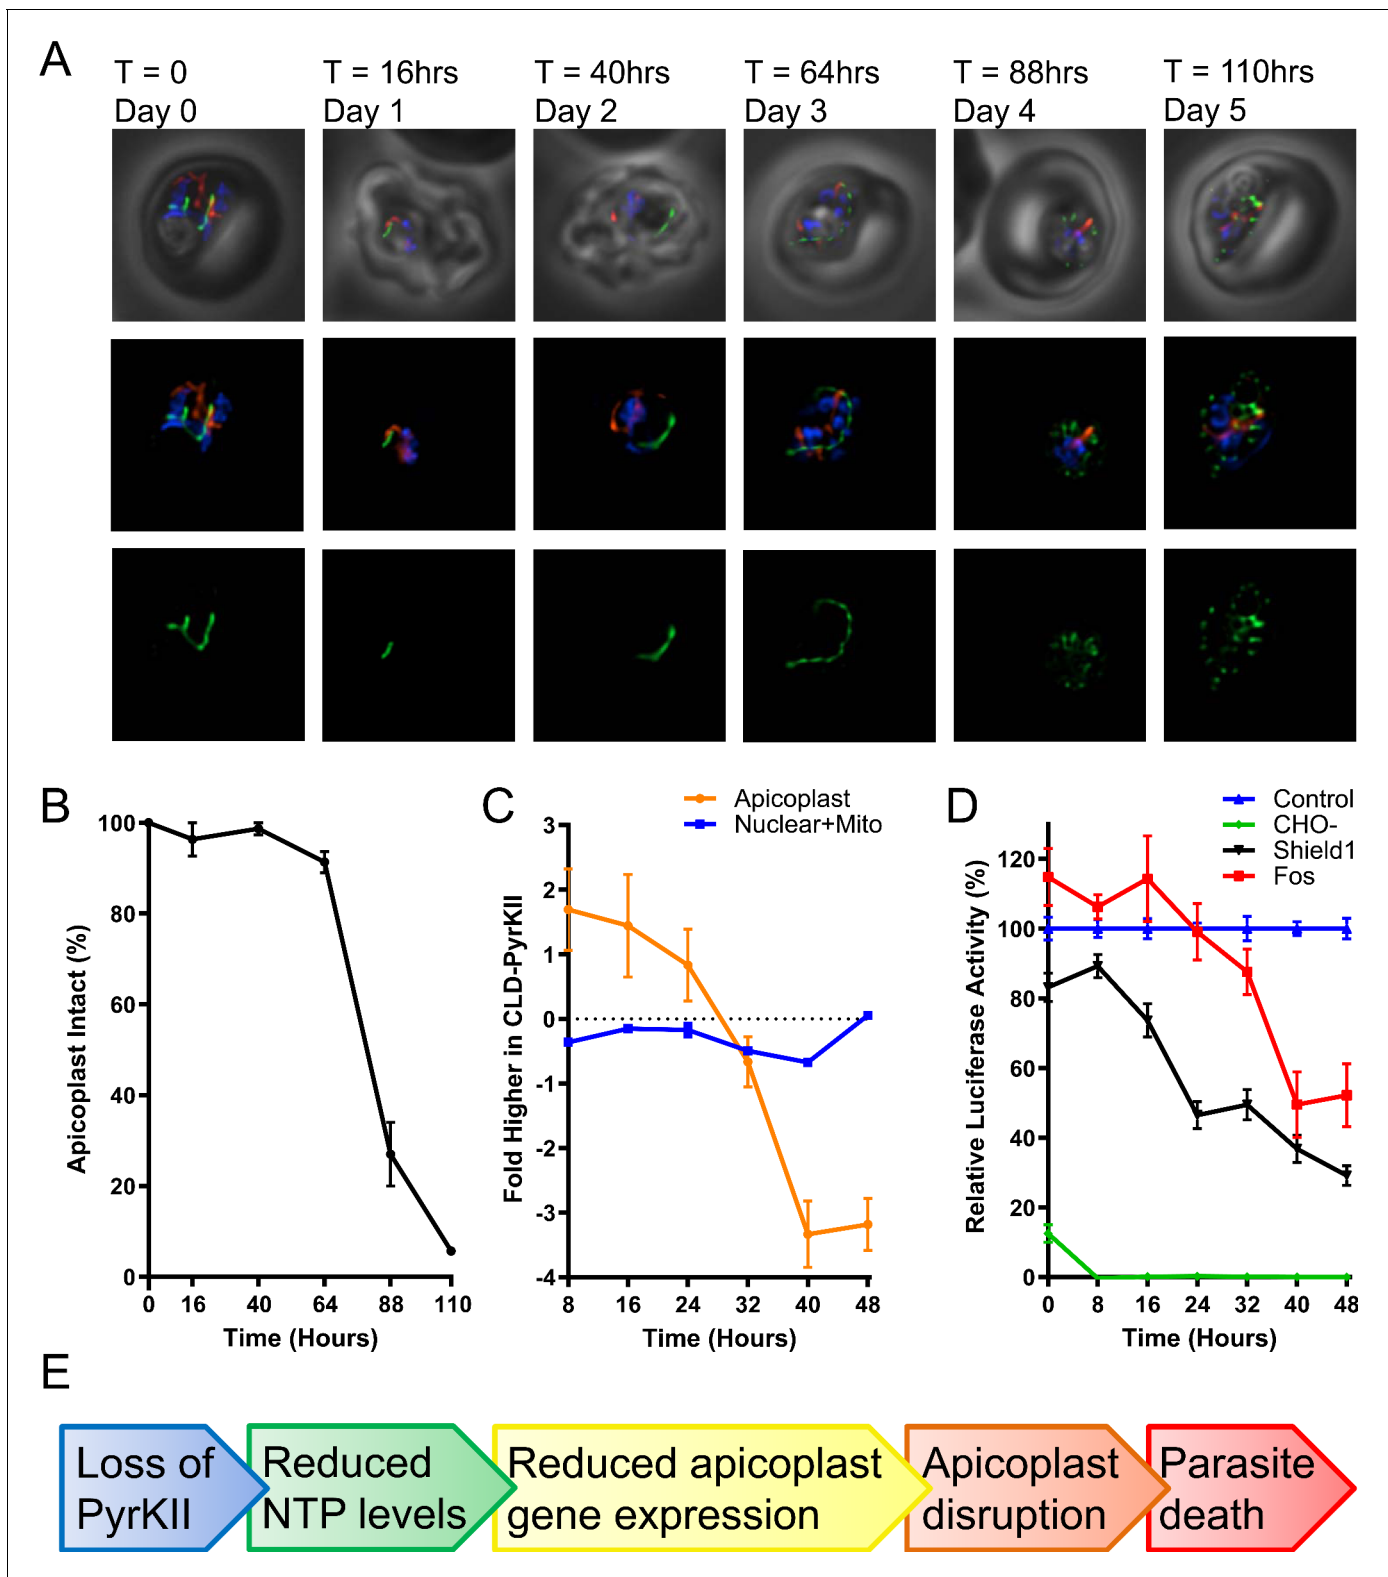 A
T = 0
Day 0
T = 16hrs
Day 1
T = 40hrs
Day 2
T = 64hrs
Day 3
T = 88hrs
Day 4
T = 110hrs
Day 5
B
100
80
60
40
20
0
Apicoplast Intact (%)
0 16 40 64 88 110
Time (Hours)
C
Apicoplast
Nuclear+Mito
3
2
1
0
-1
-2
-3
-4
Fold Higher in CLD-PyrKII
8 16 24 32 40 48
Time (Hours)
D
Control
CHO-
Shield1
Fos
120
100
80
60
40
20
0
Relative Luciferase Activity (%)
0 8 16 24 32 40 48
Time (Hours)
E
Loss of
PyrKII
Reduced
NTP levels
Reduced apicoplast
gene expression
Apicoplast
disruption
Parasite
death